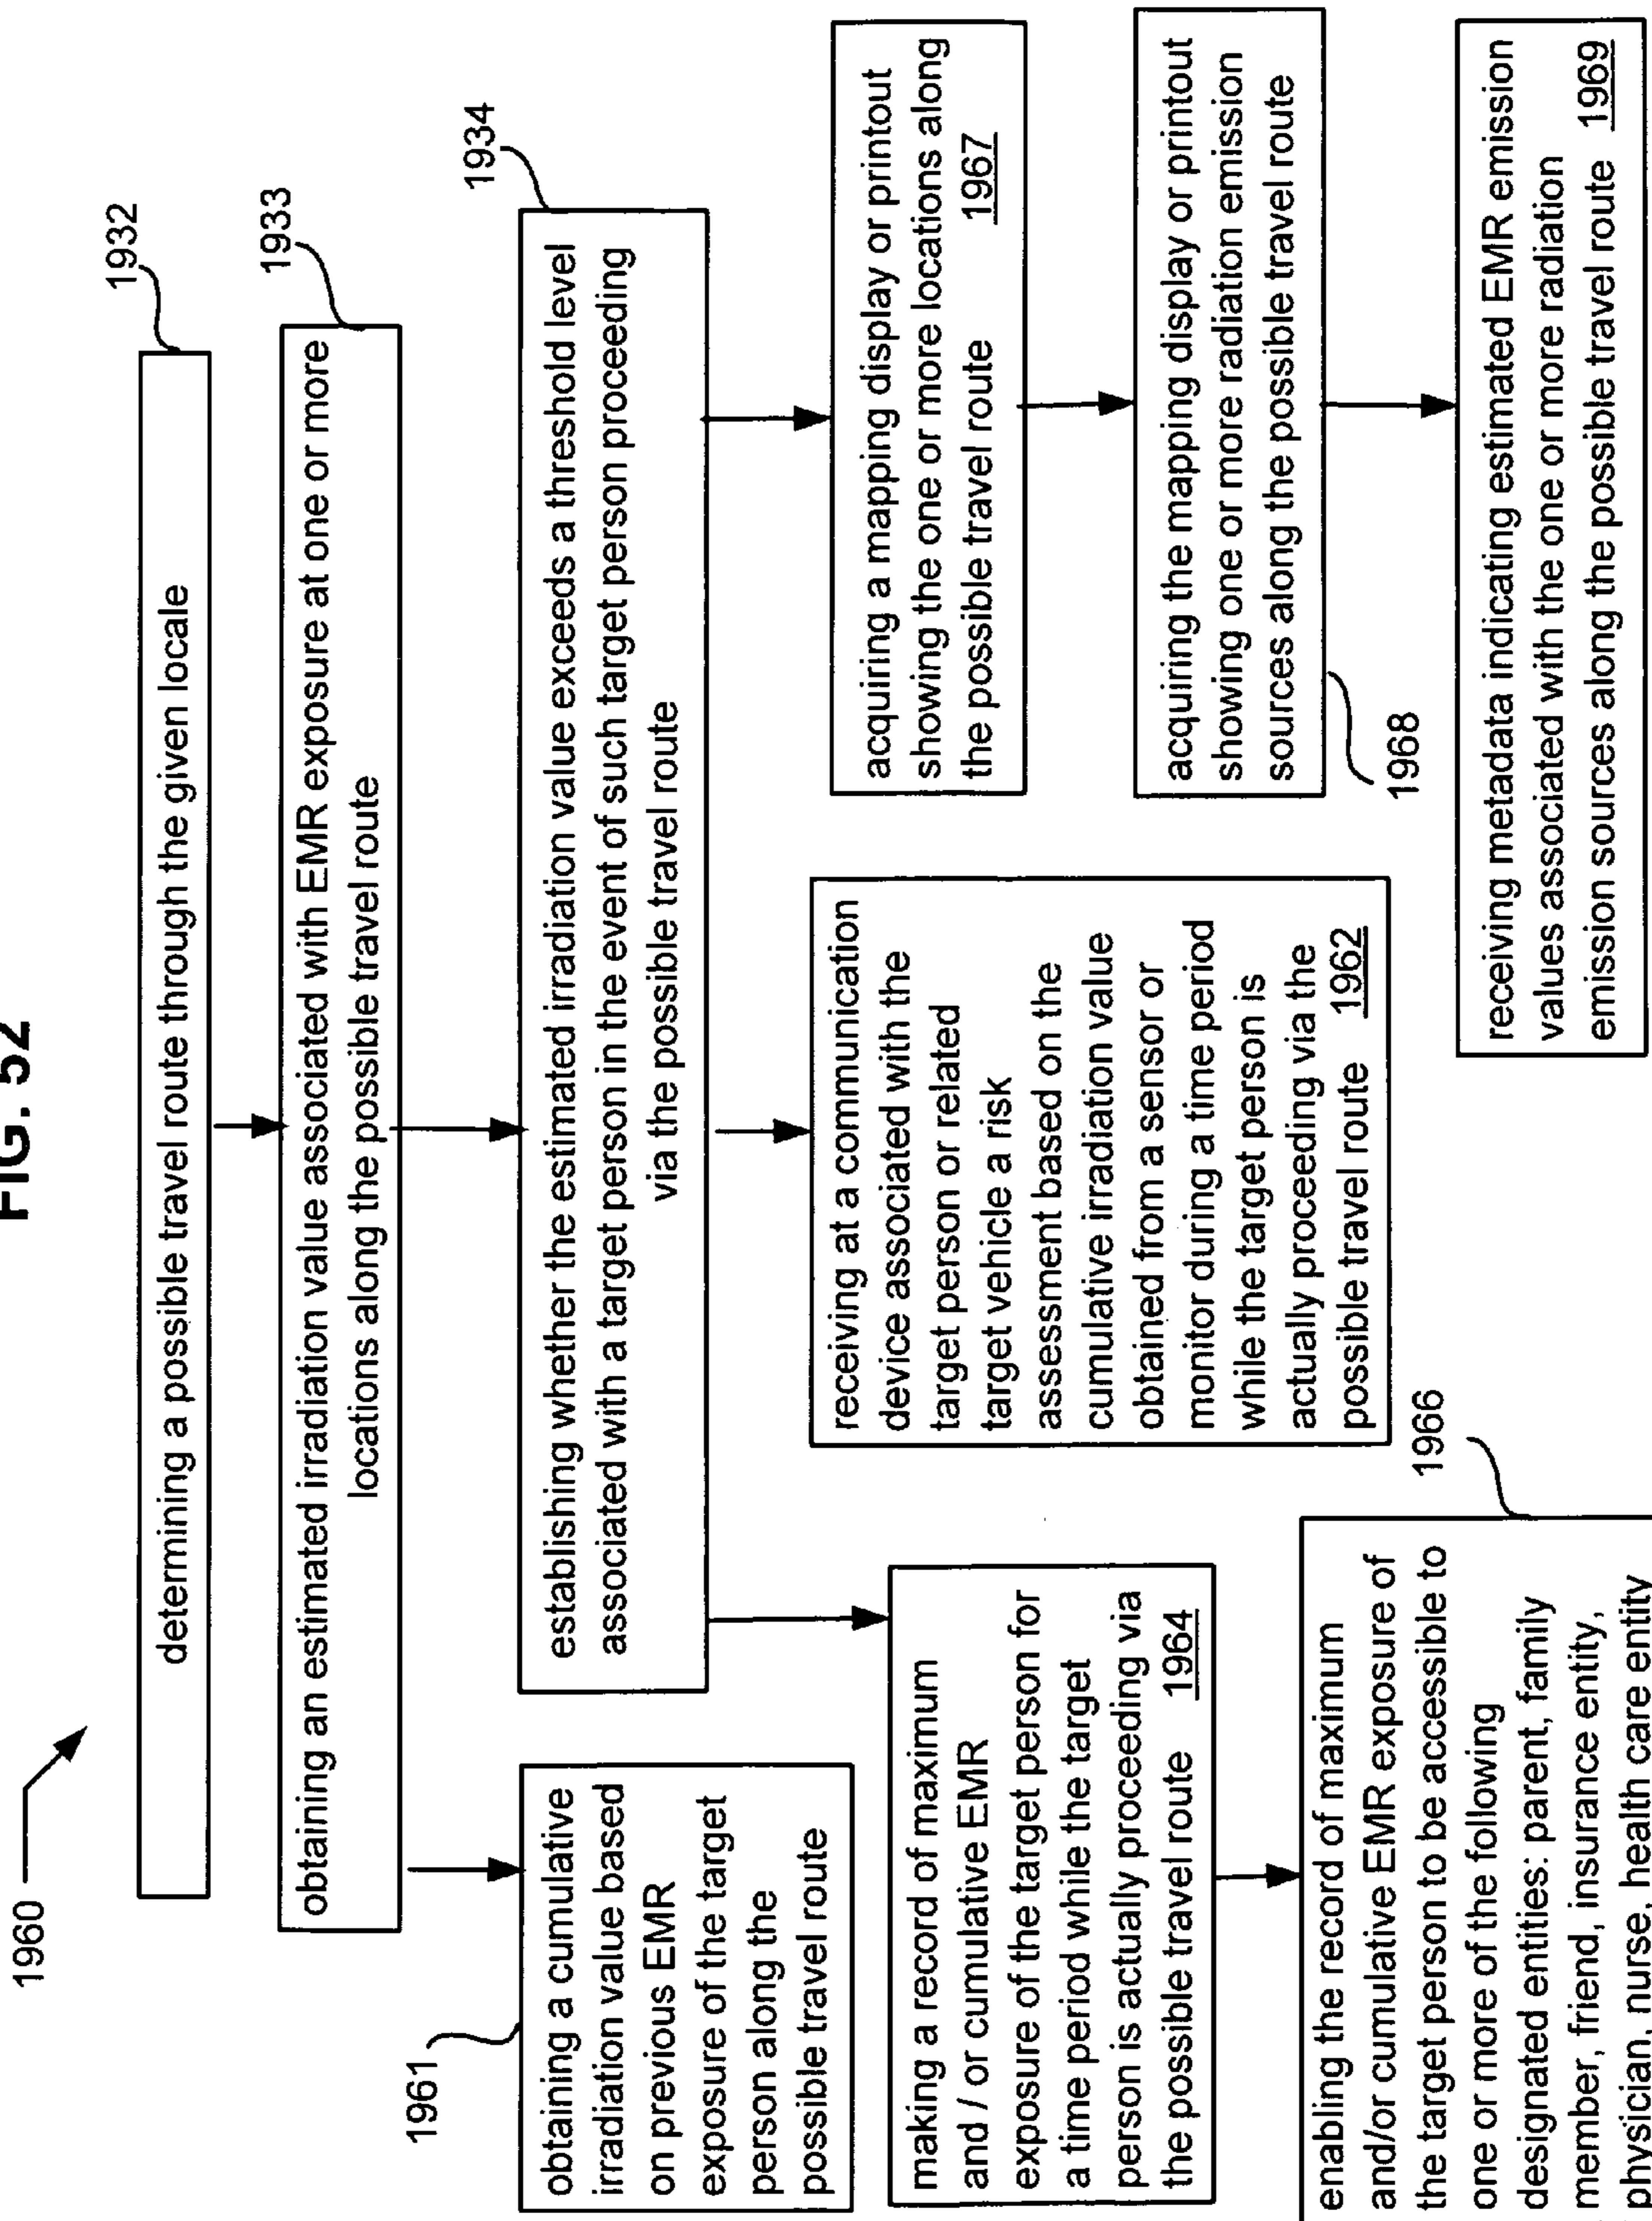 FIG. 52
1960
1932
determining a possible travel route through the given locale
1933
obtaining an estimated irradiation value associated with EMR exposure at one or more
locations along the possible travel route
1934
establishing whether the estimated irradiation value exceeds a threshold level
associated with a target person in the event of such target person proceeding
via the possible travel route
1961
obtaining a cumulative
irradiation value based
on previous EMR
exposure of the target
person along the
possible travel route
making a record of maximum
and / or cumulative EMR
exposure of the target person for
a time period while the target
person is actually proceeding via
the possible travel route 1964
1966
enabling the record of maximum
and/or cumulative EMR exposure of
the target person to be accessible to
one or more of the following
designated entities: parent, family
member, friend, insurance entity,
physician, nurse, health care entity
receiving at a communication
device associated with the
target person or related
target vehicle a risk
assessment based on the
cumulative irradiation value
obtained from a sensor or
monitor during a time period
while the target person is
actually proceeding via the
possible travel route 1962
acquiring a mapping display or printout
showing the one or more locations along
the possible travel route 1967
acquiring the mapping display or printout
showing one or more radiation emission
sources along the possible travel route
1968
receiving metadata indicating estimated EMR emission
values associated with the one or more radiation
emission sources along the possible travel route 1969